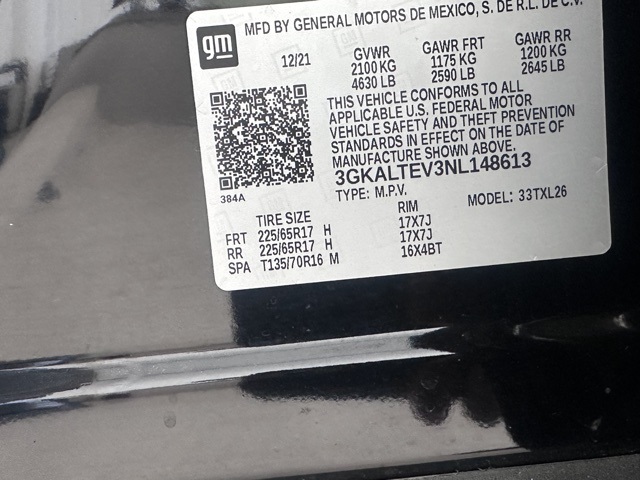 MFD BY GENERAL MOTORS DE MEXICO, S. DE R.L. DE C.V.
gm
12/21
GVWR
2100 KG
4630 LB
GAWR FRT
1175 KG
2590 LB
GAWR RR
1200 KG
2645 LB
THIS VEHICLE CONFORMS TO ALL
APPLICABLE U.S. FEDERAL MOTOR
VEHICLE SAFETY AND THEFT PREVENTION
STANDARDS IN EFFECT ON THE DATE OF
MANUFACTURE SHOWN ABOVE.
3GKALTEV3NL148613
384A
TYPE: M.P.V. MODEL: 33TXL26
TIRE SIZE RIM
FRT 225/65R17 H 17X7J
RR 225/65R17 H 17X7J
SPA T135/70R16 M 16X4BT